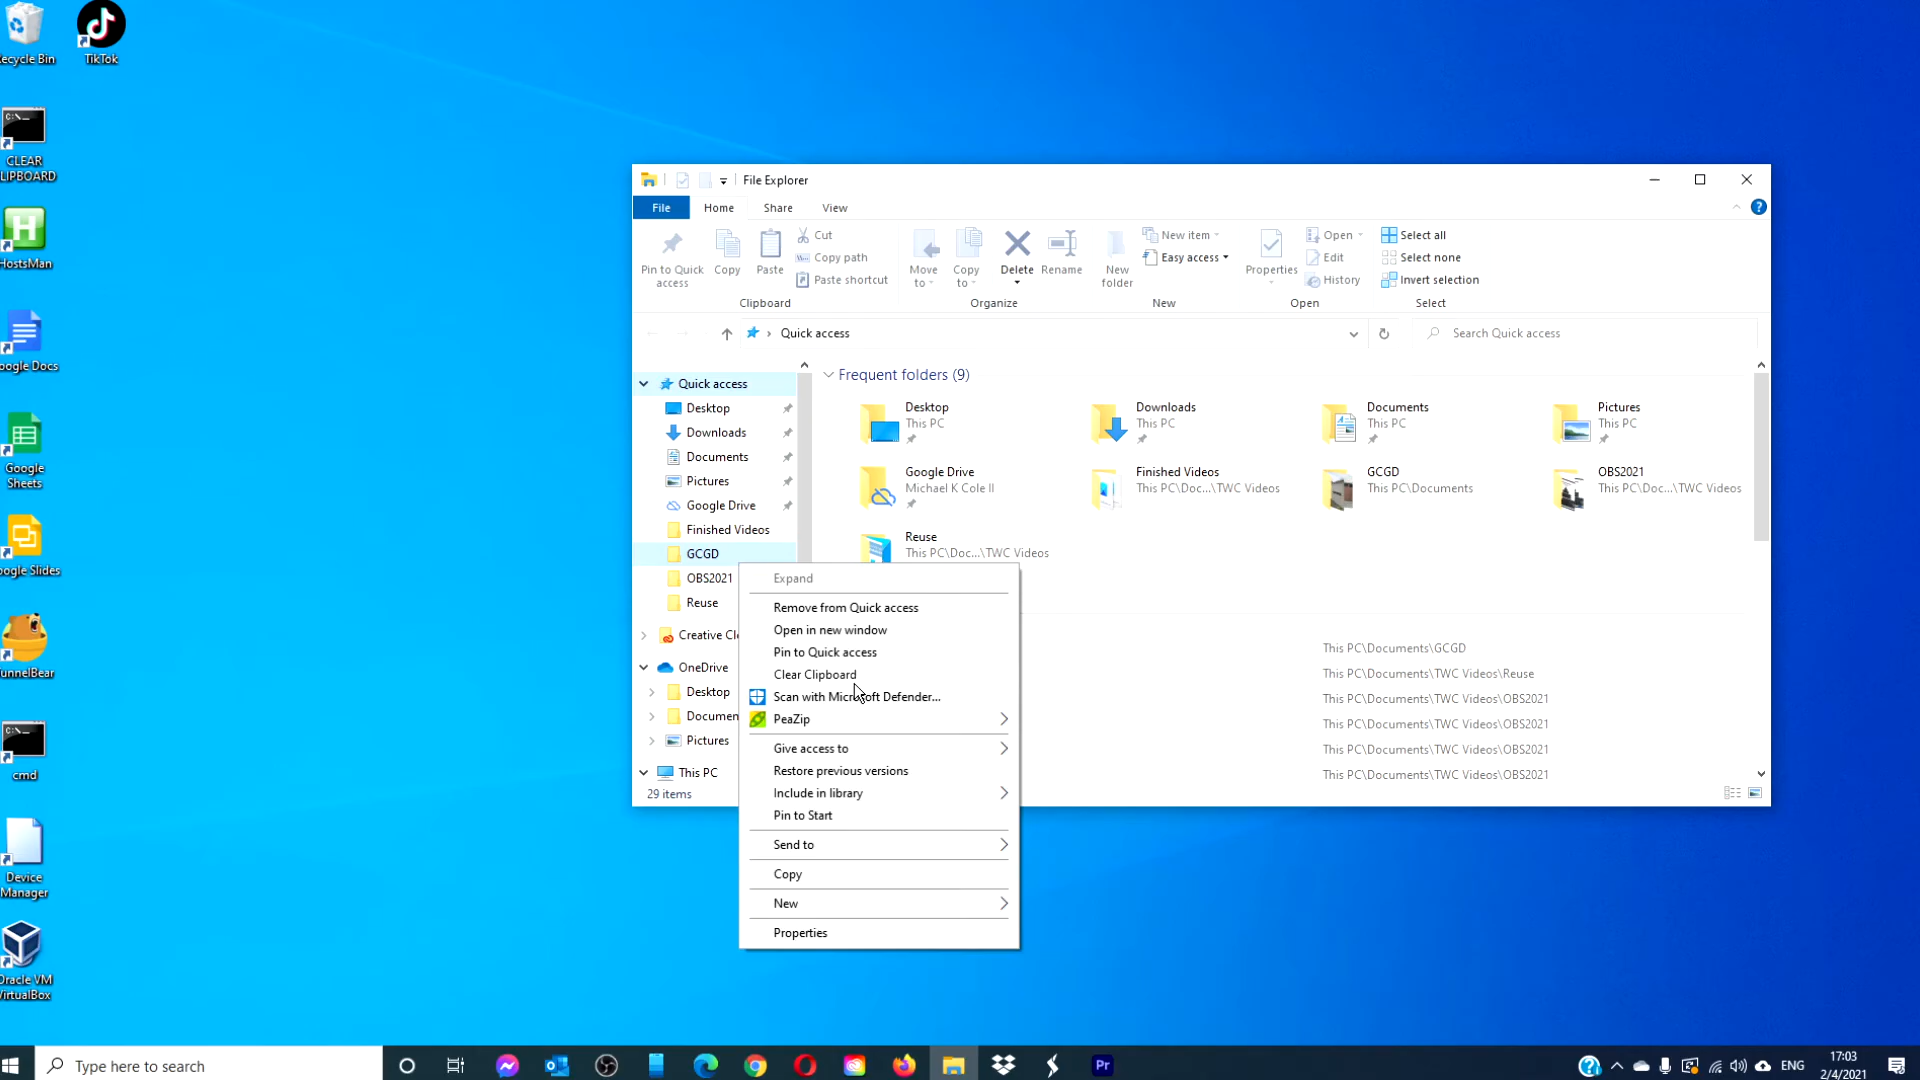 ecycle Bin
TikTok
CLEAR
LIPBOARD
HostsMan
oogle Docs
Google
Sheets
oogle Slides
unnelBear
cmd
Device
Manager
Oracle VM
VirtualBox
File Explorer
File
Home
Share
View
Pin to Quick
access
Copy
Paste
Cut
Copy path
Paste shortcut
Clipboard
Move
to
Copy
to
Delete
Rename
Organize
New
folder
New item
Easy access
New
Properties
Open
Edit
History
Open
Select all
Select none
Invert selection
Select
Quick access
Search Quick access
Quick access
Desktop
Downloads
Documents
Pictures
Google Drive
Finished Videos
GCGD
OBS2021
Reuse
Creative Cl
OneDrive
Desktop
Documen
Pictures
This PC
29 items
Frequent folders (9)
Desktop
This PC
Downloads
This PC
Documents
This PC
Pictures
This PC
Google Drive
Michael K Cole II
Finished Videos
This PC\Doc...\TWC Videos
GCGD
This PC\Documents
OBS2021
This PC\Doc...\TWC Videos
Reuse
This PC\Doc...\TWC Videos
This PC\Documents\GCGD
This PC\Documents\TWC Videos\Reuse
This PC\Documents\TWC Videos\OBS2021
This PC\Documents\TWC Videos\OBS2021
This PC\Documents\TWC Videos\OBS2021
This PC\Documents\TWC Videos\OBS2021
Expand
Remove from Quick access
Open in new window
Pin to Quick access
Clear Clipboard
Scan with Microsoft Defender...
PeaZip
Give access to
Restore previous versions
Include in library
Pin to Start
Send to
Copy
New
Properties
Type here to search
Pr
ENG
17:03
2/4/2021